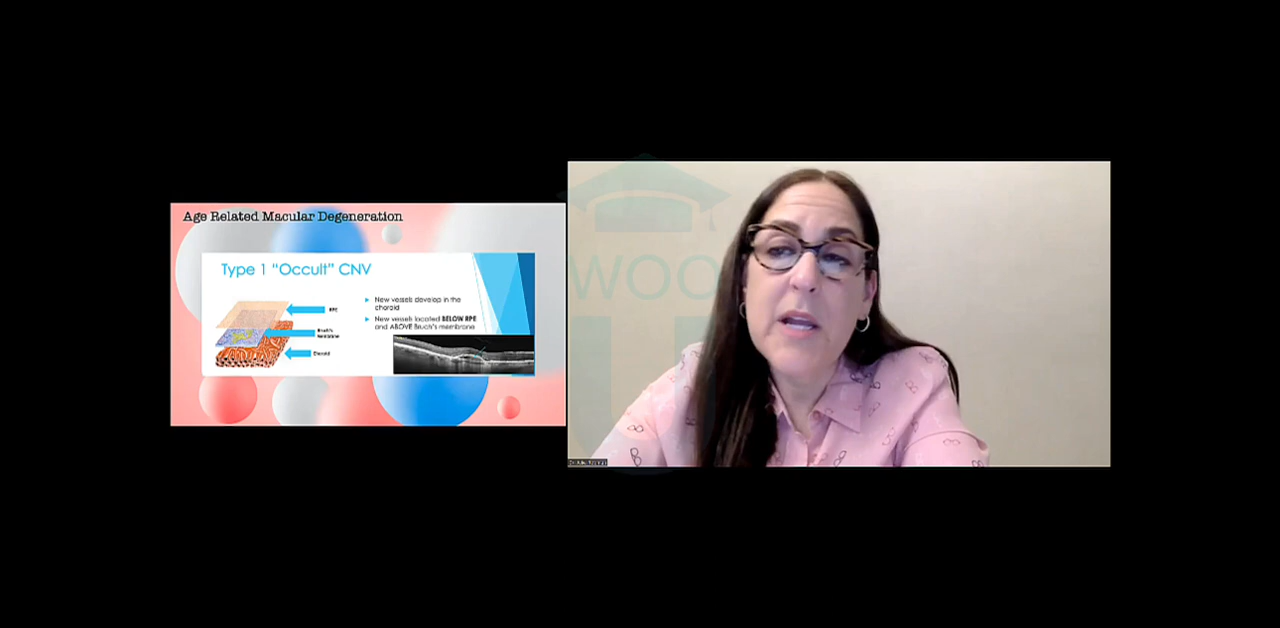 Age Related Macular Degeneration
Type 1 “Occult” CNV
New vessels develop in the
choroid
New vessels located BELOW RPE
and ABOVE Bruch's membrane
RPE
Bruch's
Membrane
Choroid
WOO
U